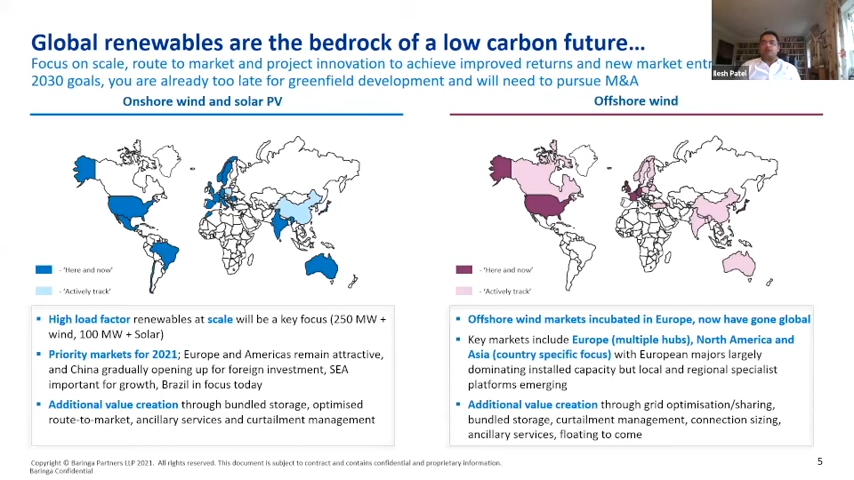 Global renewables are the bedrock of a low carbon future...
Focus on scale, route to market and project innovation to achieve improved returns and new market
2030 goals, you are already too late for greenfield development and will need to pursue M&A
Ilesh Patel
Onshore wind and solar PV
- 'Here and now'
- 'Actively track'
▪ High load factor renewables at scale will be a key focus (250 MW +
wind, 100 MW + Solar)
▪ Priority markets for 2021; Europe and Americas remain attractive,
and China gradually opening up for foreign investment, SEA
important for growth, Brazil in focus today
▪ Additional value creation through bundled storage, optimised
route-to-market, ancillary services and curtailment management
Offshore wind
- 'Here and now'
- 'Actively track'
▪ Offshore wind markets incubated in Europe, now have gone global
▪ Key markets include Europe (multiple hubs), North America and
Asia (country specific focus) with European majors largely
dominating installed capacity but local and regional specialist
platforms emerging
▪ Additional value creation through grid optimisation/sharing,
bundled storage, curtailment management, connection sizing,
ancillary services, floating to come
Copyright © Baringa Partners LLP 2021. All rights reserved. This document is subject to contract and contains confidential and proprietary information.
Baringa Confidential
5